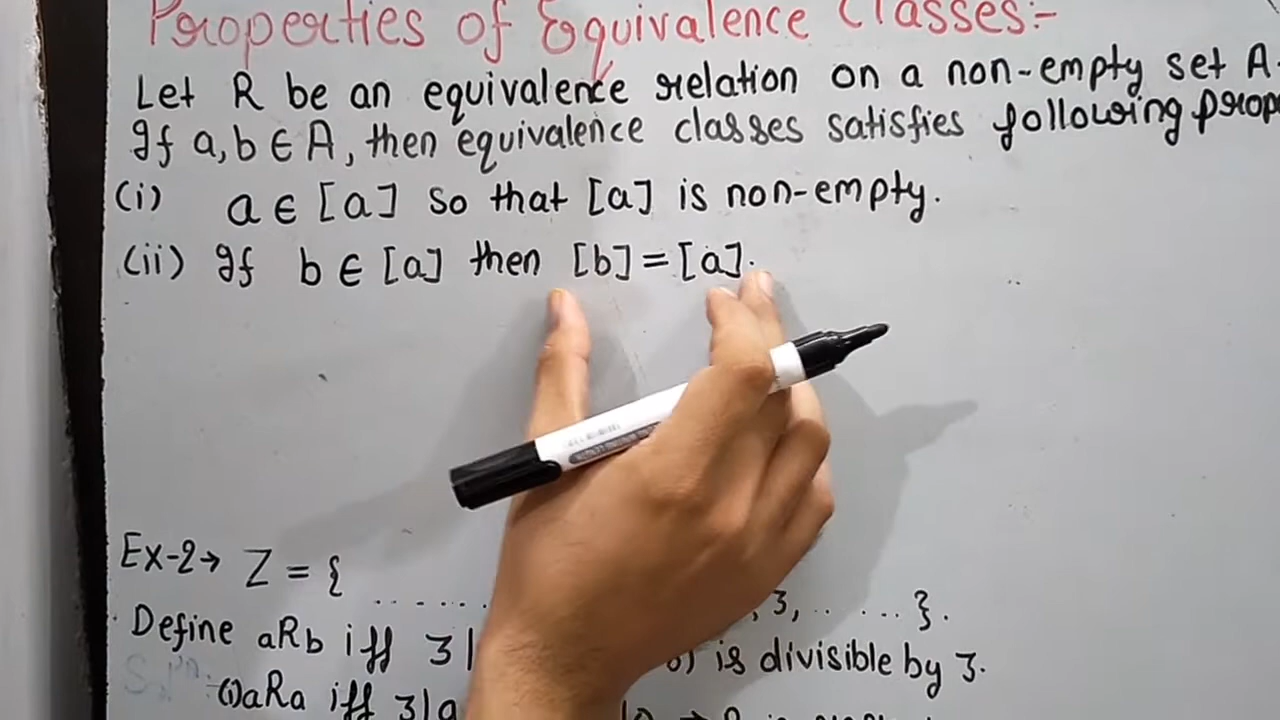 Properties of Equivalence Classes:-
Let R be an equivalence relation on a non-empty set A.
If a, b ∈ A, then equivalence classes satisfies following prop
(i) a ∈ [a] so that [a] is non-empty.
(ii) If b ∈ [a] then [b] = [a].
Ex-2→ Z = { ...... , 3, ...... }.
Define aRb iff 3| b) is divisible by 3.
(i) aRa iff 3|a